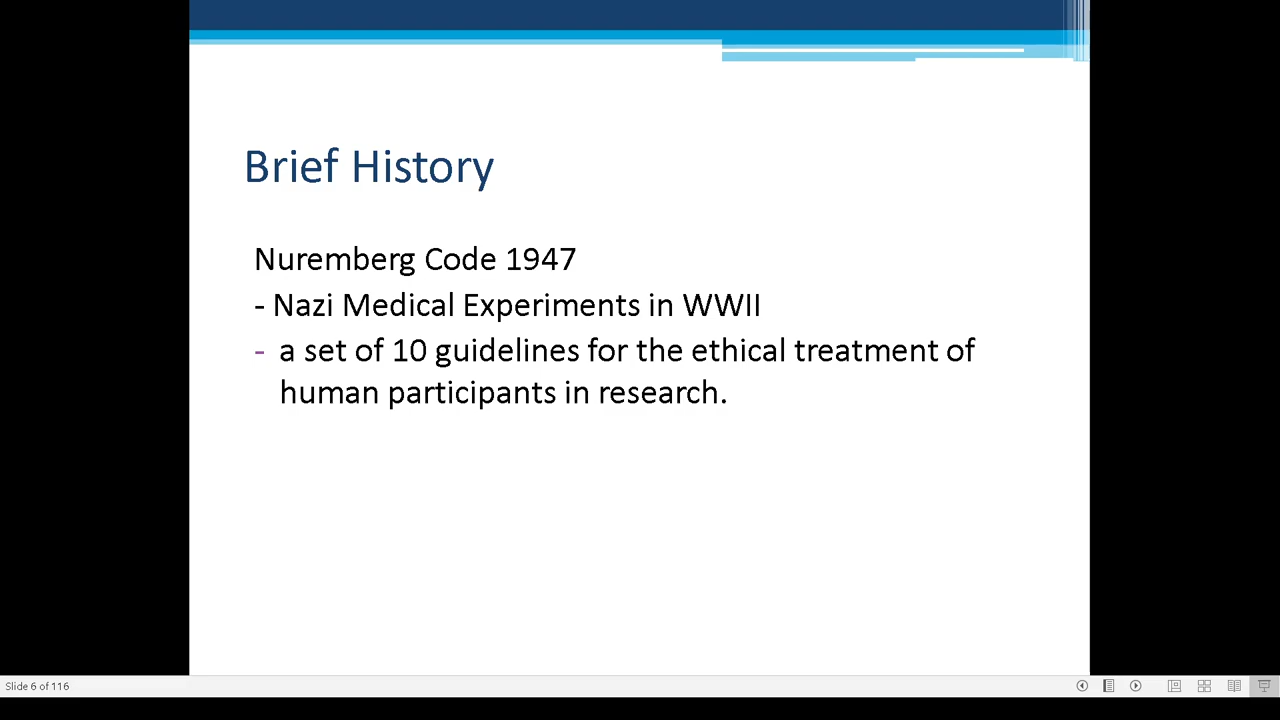 Brief History
Nuremberg Code 1947
- Nazi Medical Experiments in WWII
- a set of 10 guidelines for the ethical treatment of
human participants in research.
Slide 6 of 116